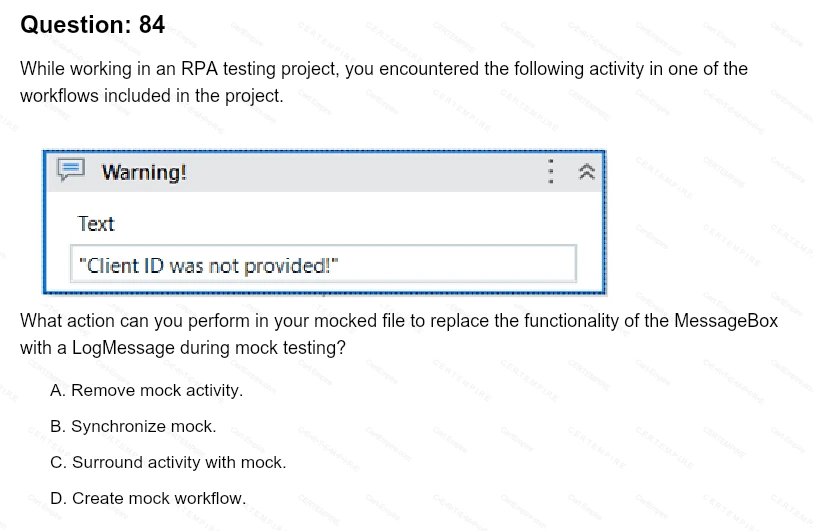 Question: 84
While working in an RPA testing project, you encountered the following activity in one of the
workflows included in the project.
Warning!
Text
"Client ID was not provided!"
What action can you perform in your mocked file to replace the functionality of the MessageBox
with a LogMessage during mock testing?
A. Remove mock activity.
B. Synchronize mock.
C. Surround activity with mock.
D. Create mock workflow.